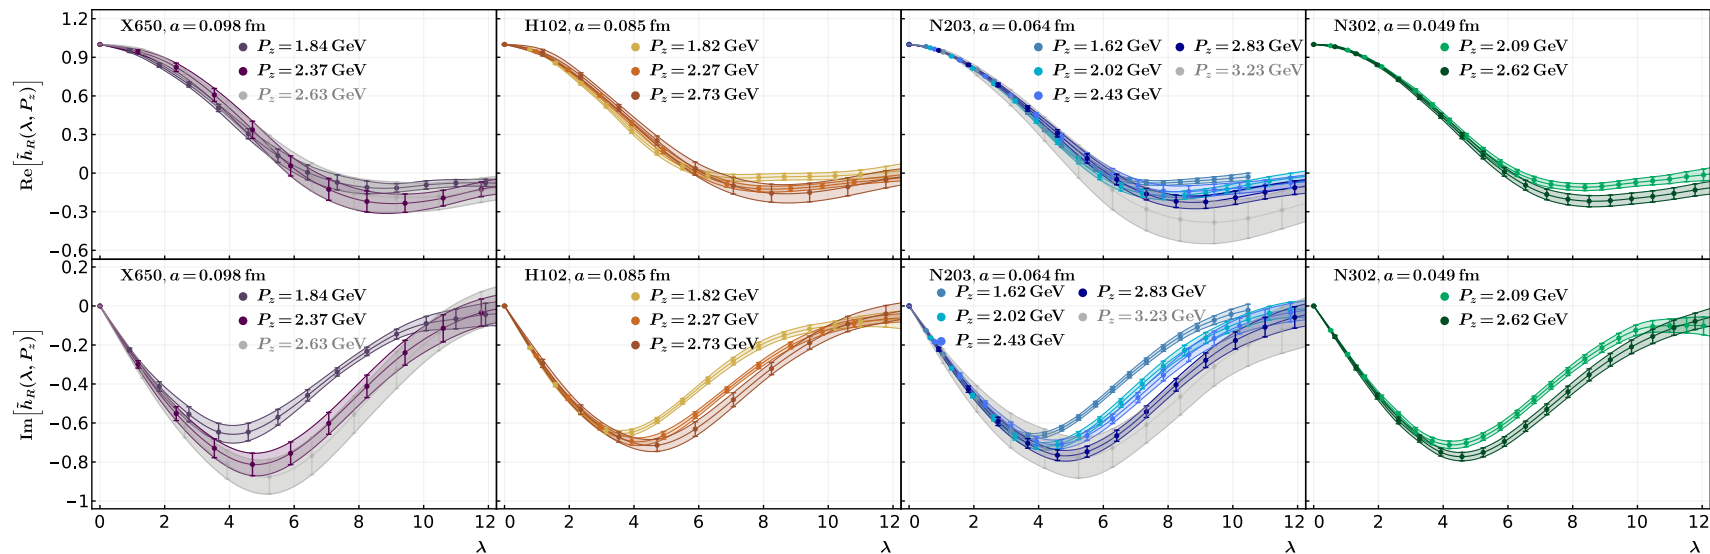 Re[h̃_R(λ, P_z)]
1.2
0.9
0.6
0.3
0
−0.3
−0.6
X650, a=0.098 fm
P_z=1.84 GeV
P_z=2.37 GeV
P_z=2.63 GeV
H102, a=0.085 fm
P_z=1.82 GeV
P_z=2.27 GeV
P_z=2.73 GeV
N203, a=0.064 fm
P_z=1.62 GeV P_z=2.83 GeV
P_z=2.02 GeV P_z=3.23 GeV
P_z=2.43 GeV
N302, a=0.049 fm
P_z=2.09 GeV
P_z=2.62 GeV
Im[h̃_R(λ, P_z)]
0.2
0
−0.2
−0.4
−0.6
−0.8
−1
X650, a=0.098 fm
P_z=1.84 GeV
P_z=2.37 GeV
P_z=2.63 GeV
H102, a=0.085 fm
P_z=1.82 GeV
P_z=2.27 GeV
P_z=2.73 GeV
N203, a=0.064 fm
P_z=1.62 GeV P_z=2.83 GeV
P_z=2.02 GeV P_z=3.23 GeV
P_z=2.43 GeV
N302, a=0.049 fm
P_z=2.09 GeV
P_z=2.62 GeV
0 2 4 6 8 10 12 0 2 4 6 8 10 12 0 2 4 6 8 10 12 0 2 4 6 8 10 12
λ λ λ λ